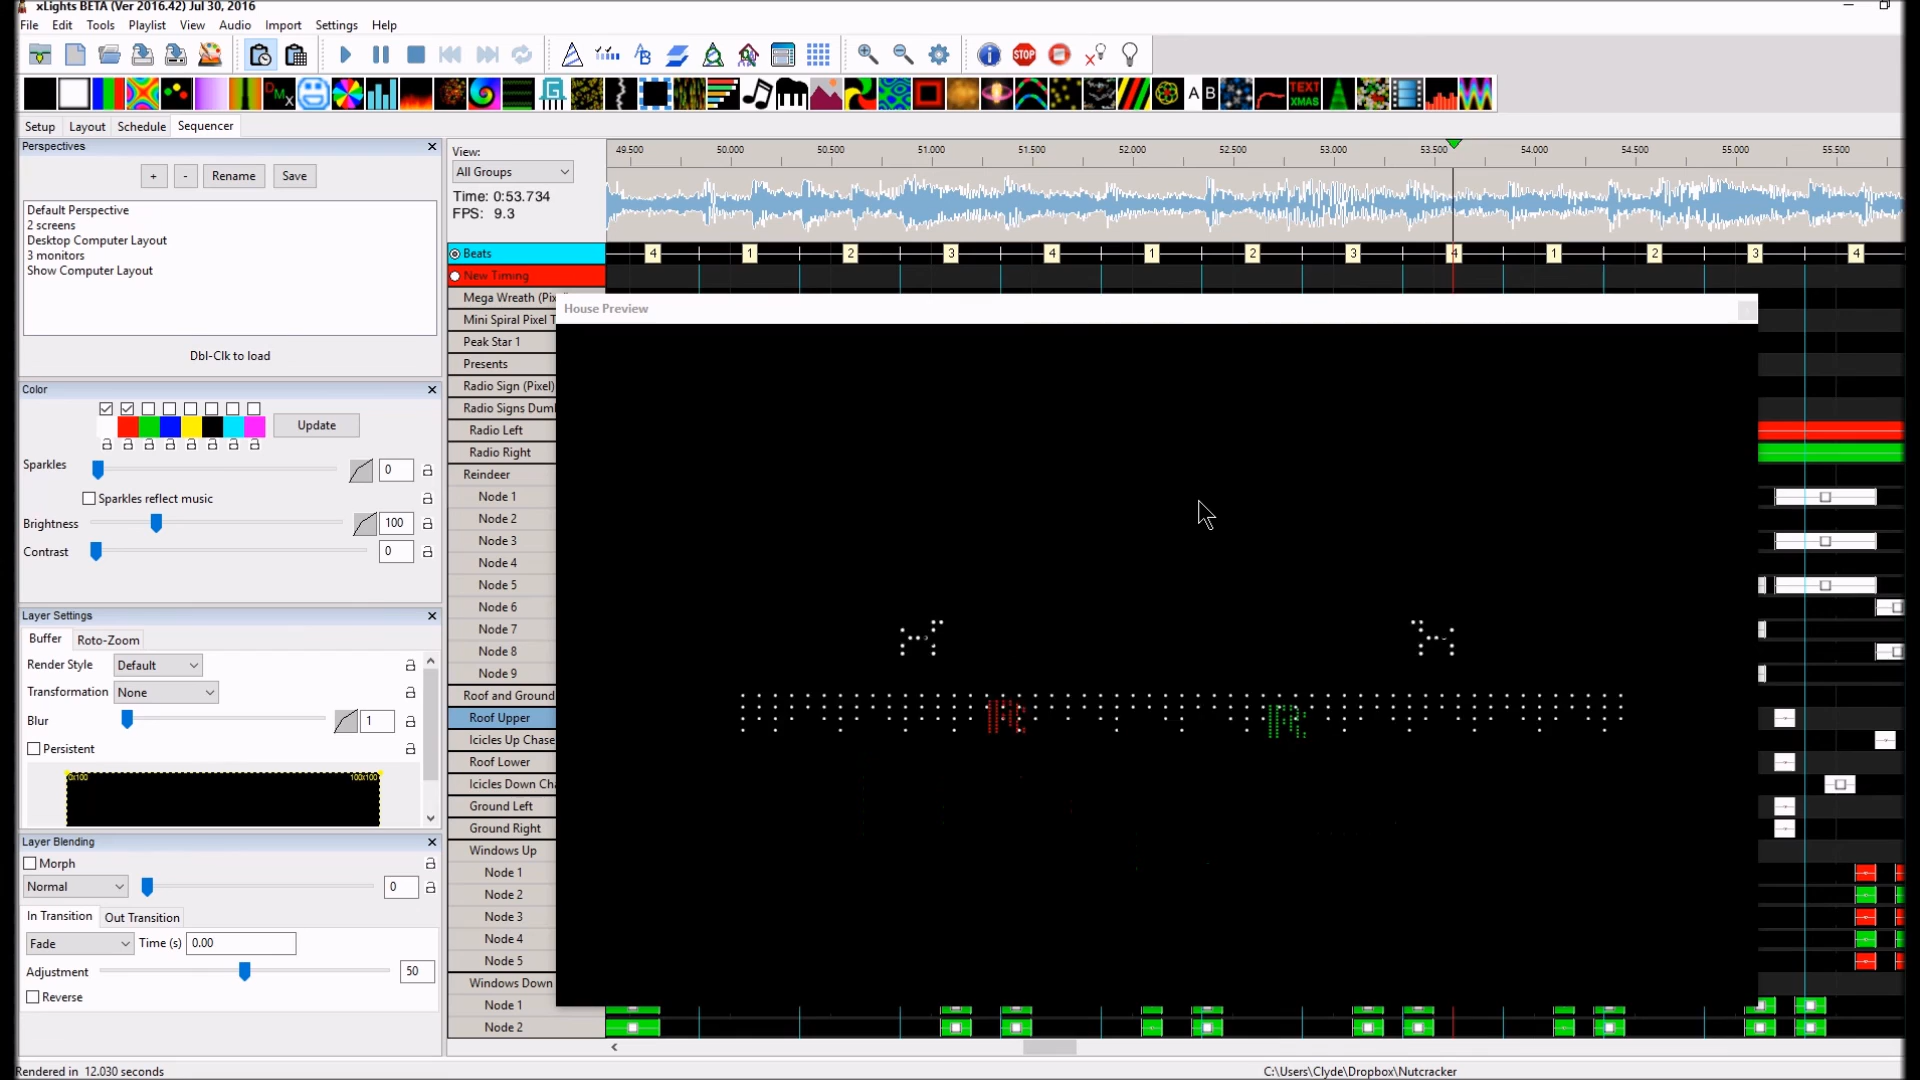 xLights BETA (Ver 2016.42) Jul 30, 2016
File Edit Tools Playlist View Audio Import Settings Help
STOP
DMX
A B
TEXT XMAS
Setup Layout Schedule Sequencer
Perspectives
+ - Rename Save
Default Perspective
2 screens
Desktop Computer Layout
3 monitors
Show Computer Layout
Dbl-Clk to load
Color
Update
Sparkles 0
Sparkles reflect music
Brightness 100
Contrast 0
Layer Settings
Buffer Roto-Zoom
Render Style Default
Transformation None
Blur 1
Persistent
0x100 100x100
Layer Blending
Morph
Normal 0
In Transition Out Transition
Fade Time (s) 0.00
Adjustment 50
Reverse
View:
All Groups
Time: 0:53.734
FPS: 9.3
49.500 50.000 50.500 51.000 51.500 52.000 52.500 53.000 53.500 54.000 54.500 55.000 55.500
Beats 4 1 2 3 4 1 2 3 4 1 2 3 4
New Timing
Mega Wreath (Pix
Mini Spiral Pixel T
House Preview
Peak Star 1
Presents
Radio Sign (Pixel)
Radio Signs Dum
Radio Left
Radio Right
Reindeer
Node 1
Node 2
Node 3
Node 4
Node 5
Node 6
Node 7
Node 8
Node 9
Roof and Ground
Roof Upper
Icicles Up Chase
Roof Lower
Icicles Down Cha
Ground Left
Ground Right
Windows Up
Node 1
Node 2
Node 3
Node 4
Node 5
Windows Down
Node 1
Node 2
Rendered in 12.030 seconds
C:\Users\Clyde\Dropbox\Nutcracker